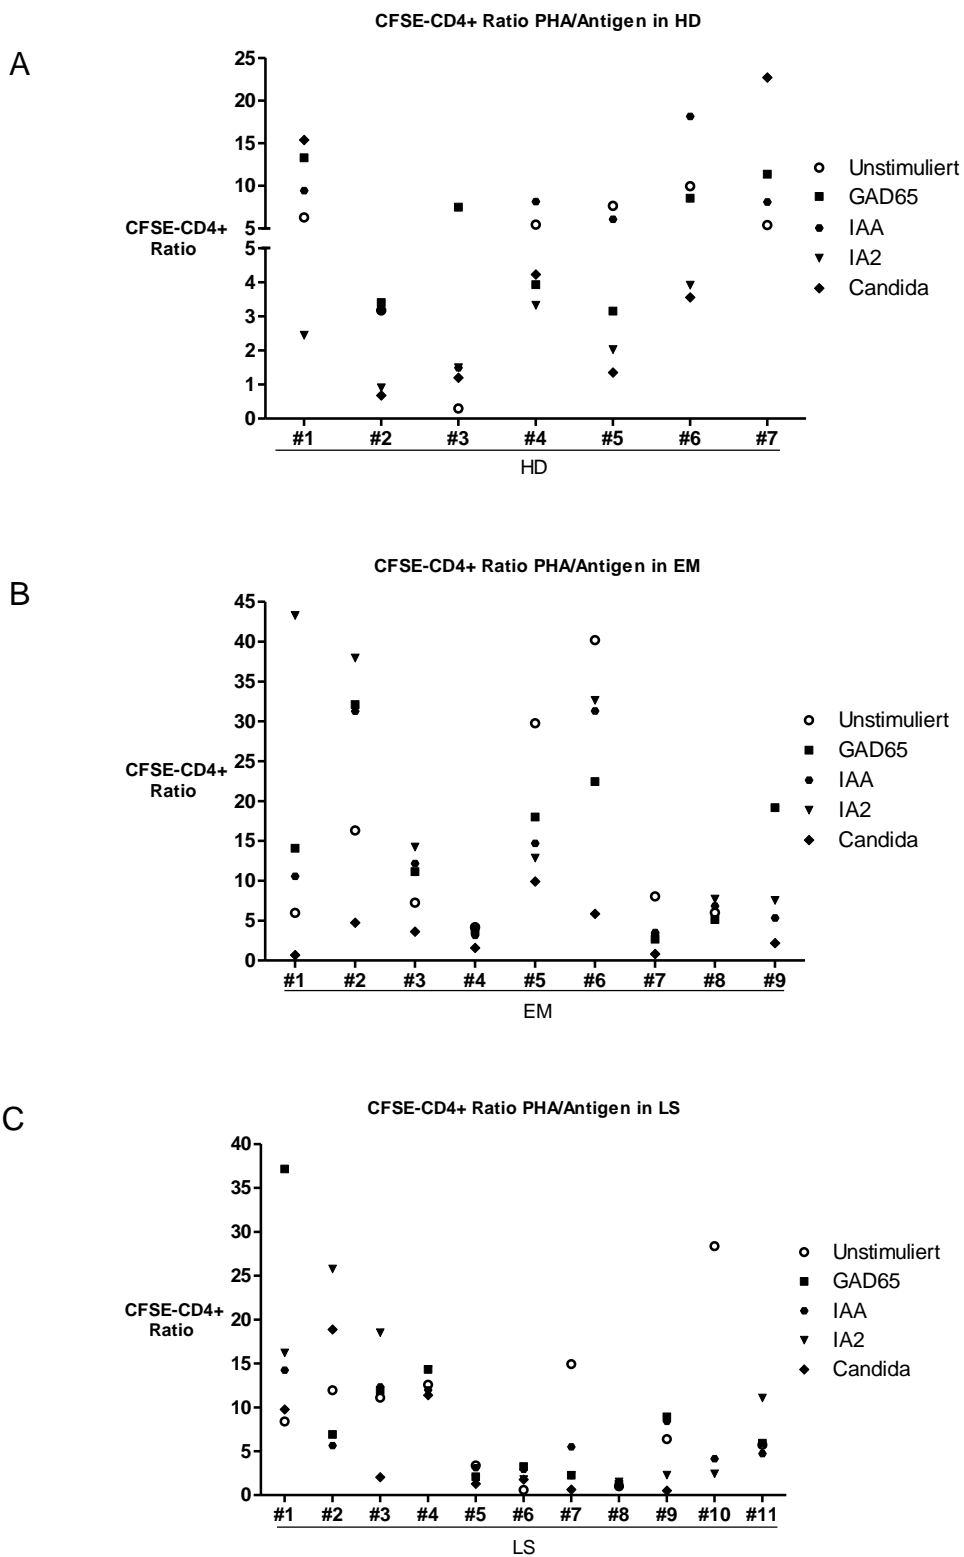 CFSE-CD4+ Ratio PHA/Antigen in HD
A
25
20
15
10
5
5
4
3
2
1
0
CFSE-CD4+
Ratio
Unstimuliert
GAD65
IAA
IA2
Candida
#1 #2 #3 #4 #5 #6 #7
HD
CFSE-CD4+ Ratio PHA/Antigen in EM
B
45
40
35
30
25
20
15
10
5
0
CFSE-CD4+
Ratio
Unstimuliert
GAD65
IAA
IA2
Candida
#1 #2 #3 #4 #5 #6 #7 #8 #9
EM
CFSE-CD4+ Ratio PHA/Antigen in LS
C
40
35
30
25
20
15
10
5
0
CFSE-CD4+
Ratio
Unstimuliert
GAD65
IAA
IA2
Candida
#1 #2 #3 #4 #5 #6 #7 #8 #9 #10 #11
LS